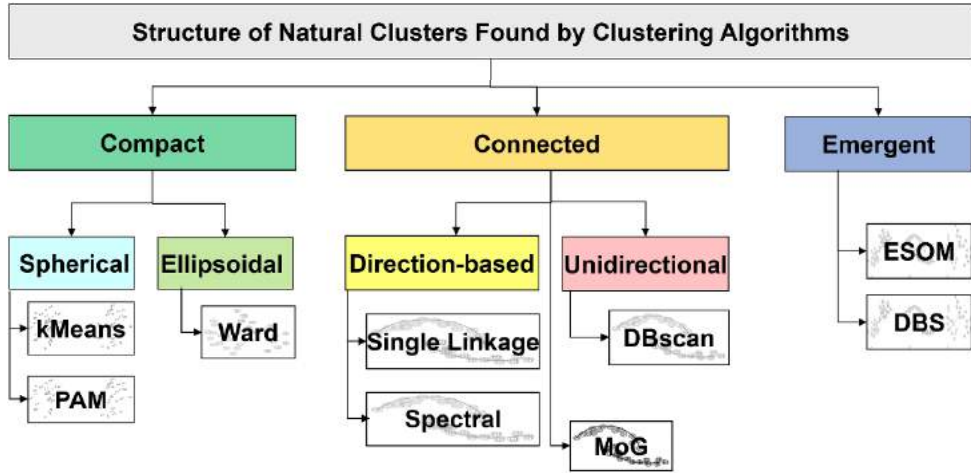 Structure of Natural Clusters Found by Clustering Algorithms
Compact
Connected
Emergent
Spherical
Ellipsoidal
Direction-based
Unidirectional
ESOM
kMeans
Ward
Single Linkage
DBscan
DBS
PAM
Spectral
MoG